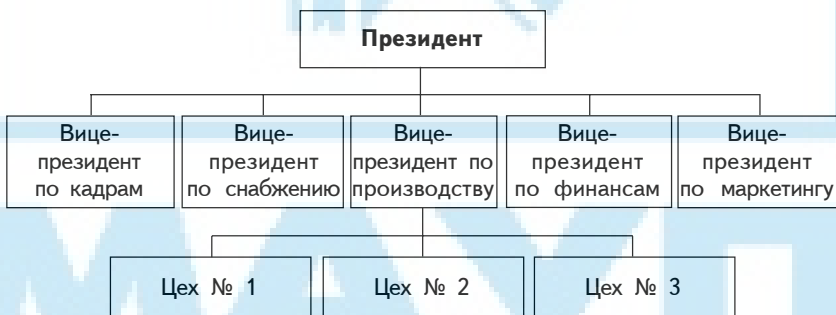 Президент
Вице-
президент
по кадрам
Вице-
президент
по снабжению
Вице-
президент по
производству
Вице-
президент
по финансам
Вице-
президент
по маркетингу
Цех № 1
Цех № 2
Цех № 3